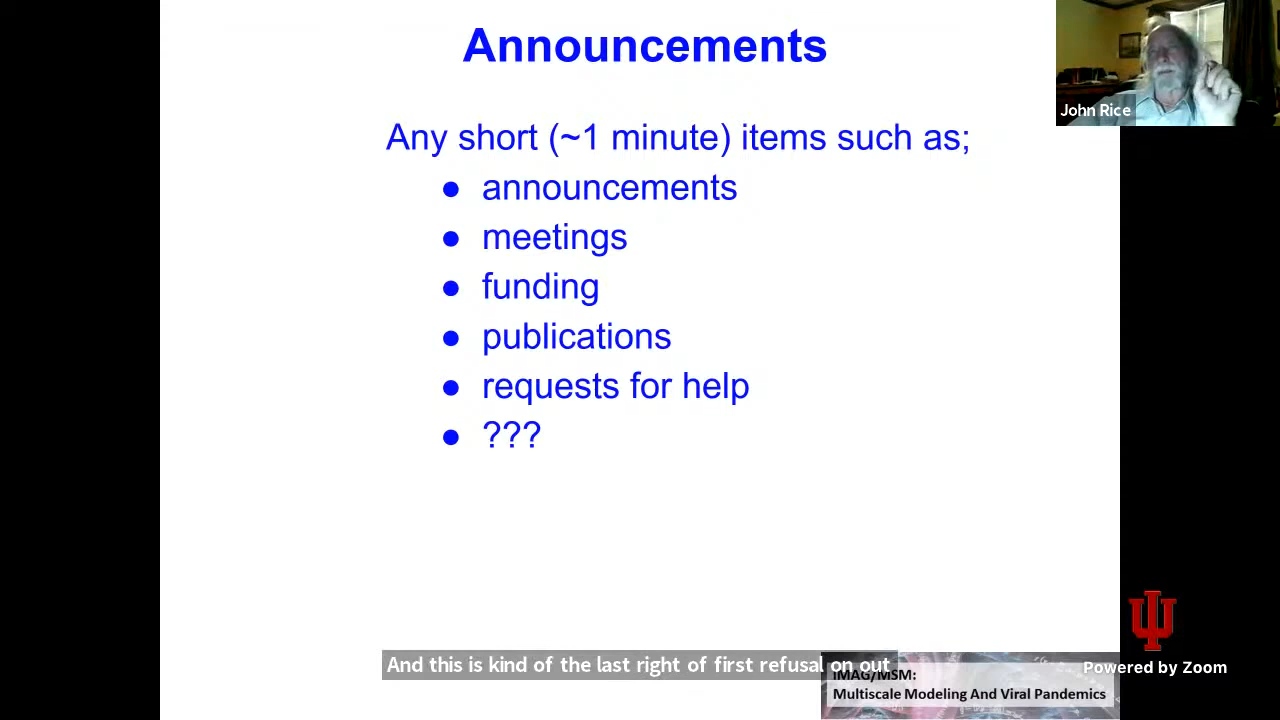 Announcements
John Rice
Any short (~1 minute) items such as;
● announcements
● meetings
● funding
● publications
● requests for help
● ???
And this is kind of the last right of first refusal on out
IMAG/MSM:
Multiscale Modeling And Viral Pandemics
Powered by Zoom